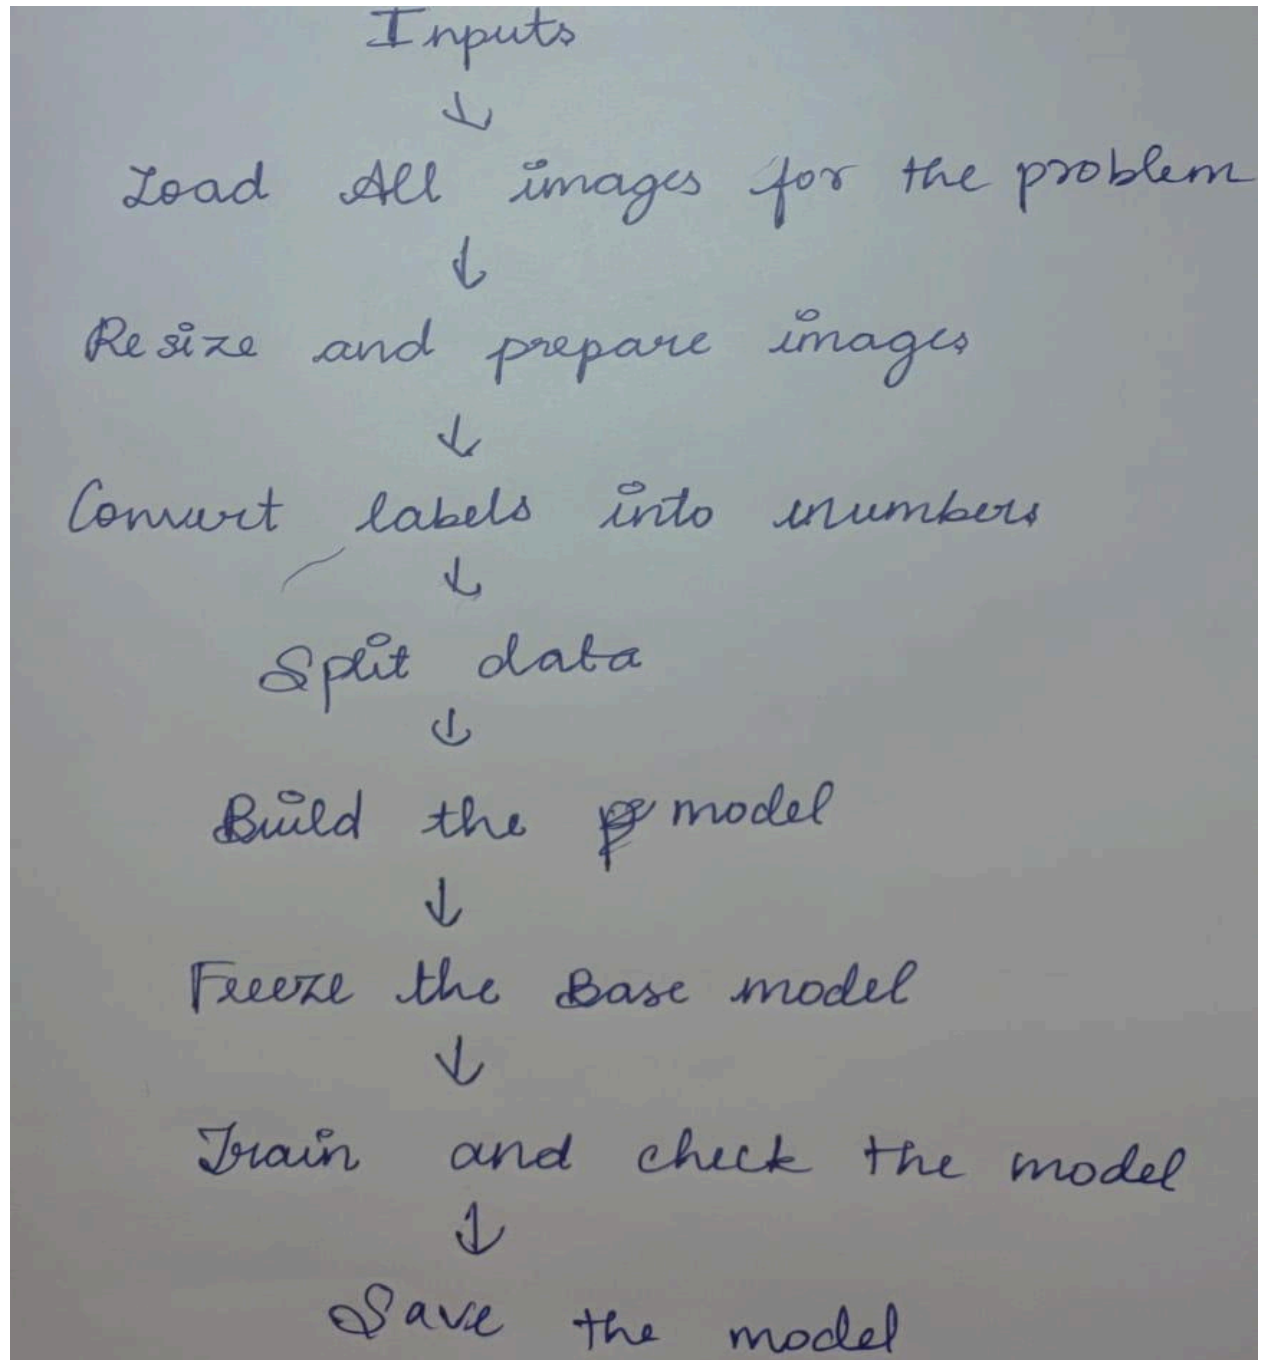 Inputs
↓
Load All images for the problem
↓
Resize and prepare images
↓
Convert labels into numbers
↓
Split data
↓
Build the model
↓
Freeze the Base model
↓
Train and check the model
↓
Save the model